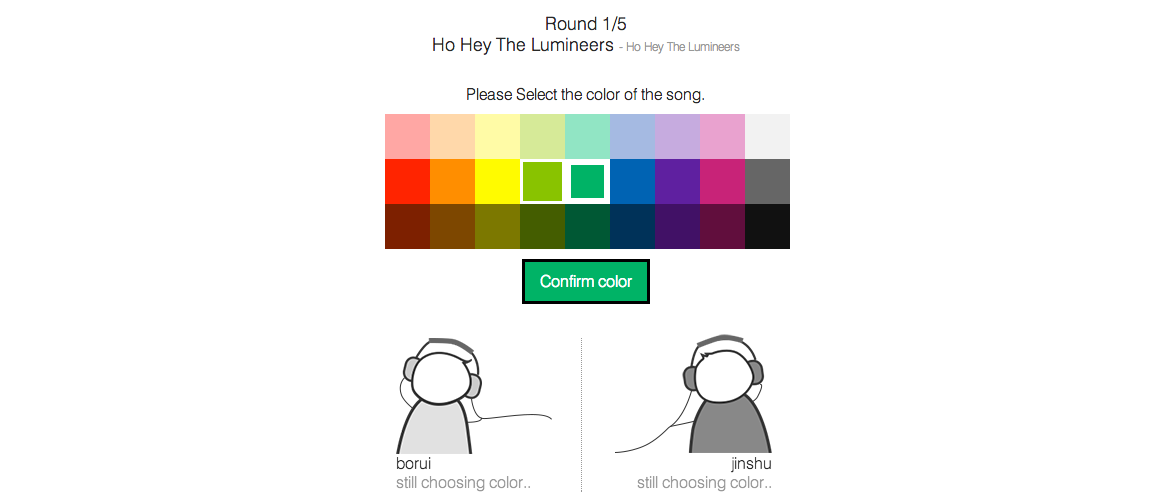 Round 1/5
Ho Hey The Lumineers - Ho Hey The Lumineers
Please Select the color of the song.
Confirm color
borui
still choosing color..
jinshu
still choosing color..